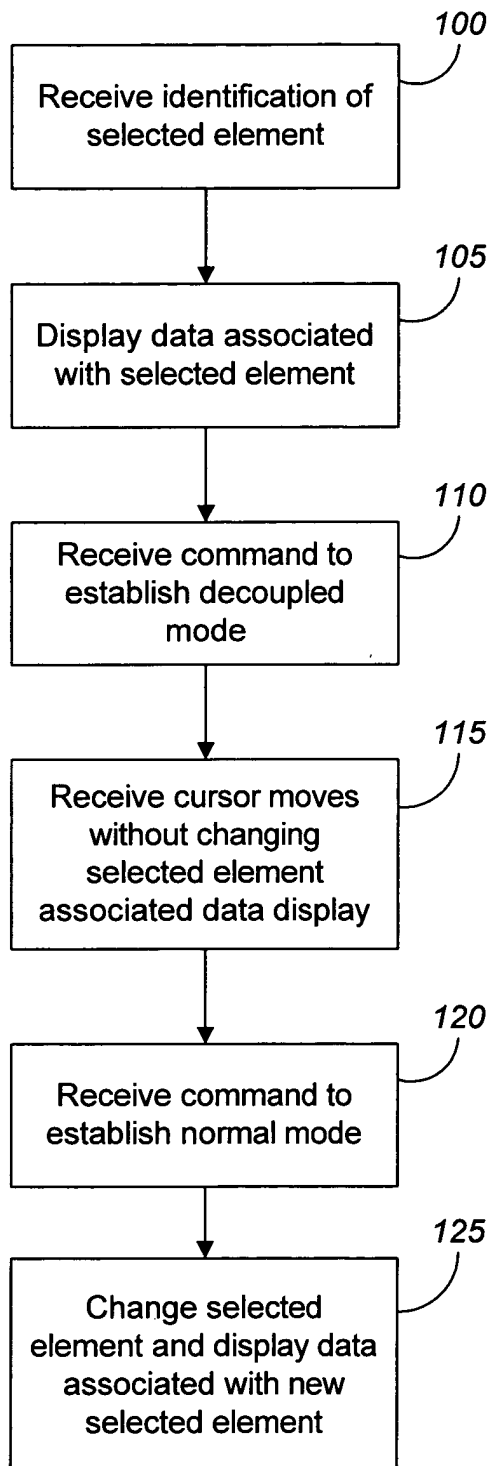 100
Receive identification of
selected element
105
Display data associated
with selected element
110
Receive command to
establish decoupled
mode
115
Receive cursor moves
without changing
selected element
associated data display
120
Receive command to
establish normal mode
125
Change selected
element and display data
associated with new
selected element